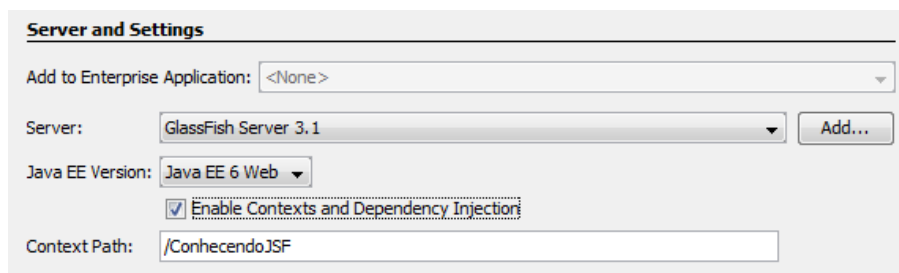 Server and Settings
Add to Enterprise Application: <None>
Server: GlassFish Server 3.1 Add...
Java EE Version: Java EE 6 Web
Enable Contexts and Dependency Injection
Context Path: /ConhecendoJSF